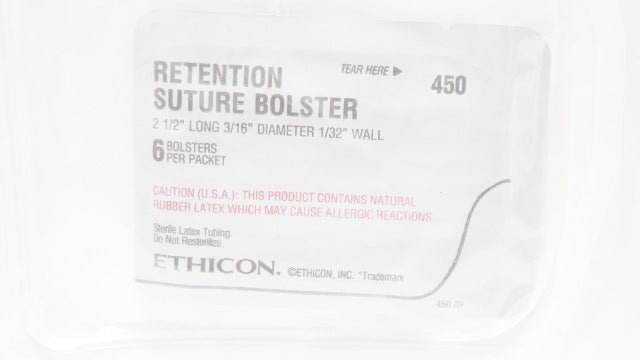 TEAR HERE ▶
450
RETENTION
SUTURE BOLSTER
2 1/2" LONG 3/16" DIAMETER 1/32" WALL
6 BOLSTERS
PER PACKET
CAUTION (U.S.A.): THIS PRODUCT CONTAINS NATURAL
RUBBER LATEX WHICH MAY CAUSE ALLERGIC REACTIONS
Sterile Latex Tubing.
Do Not Resterilize.
ETHICON. ©ETHICON, INC. *Trademark
450.03